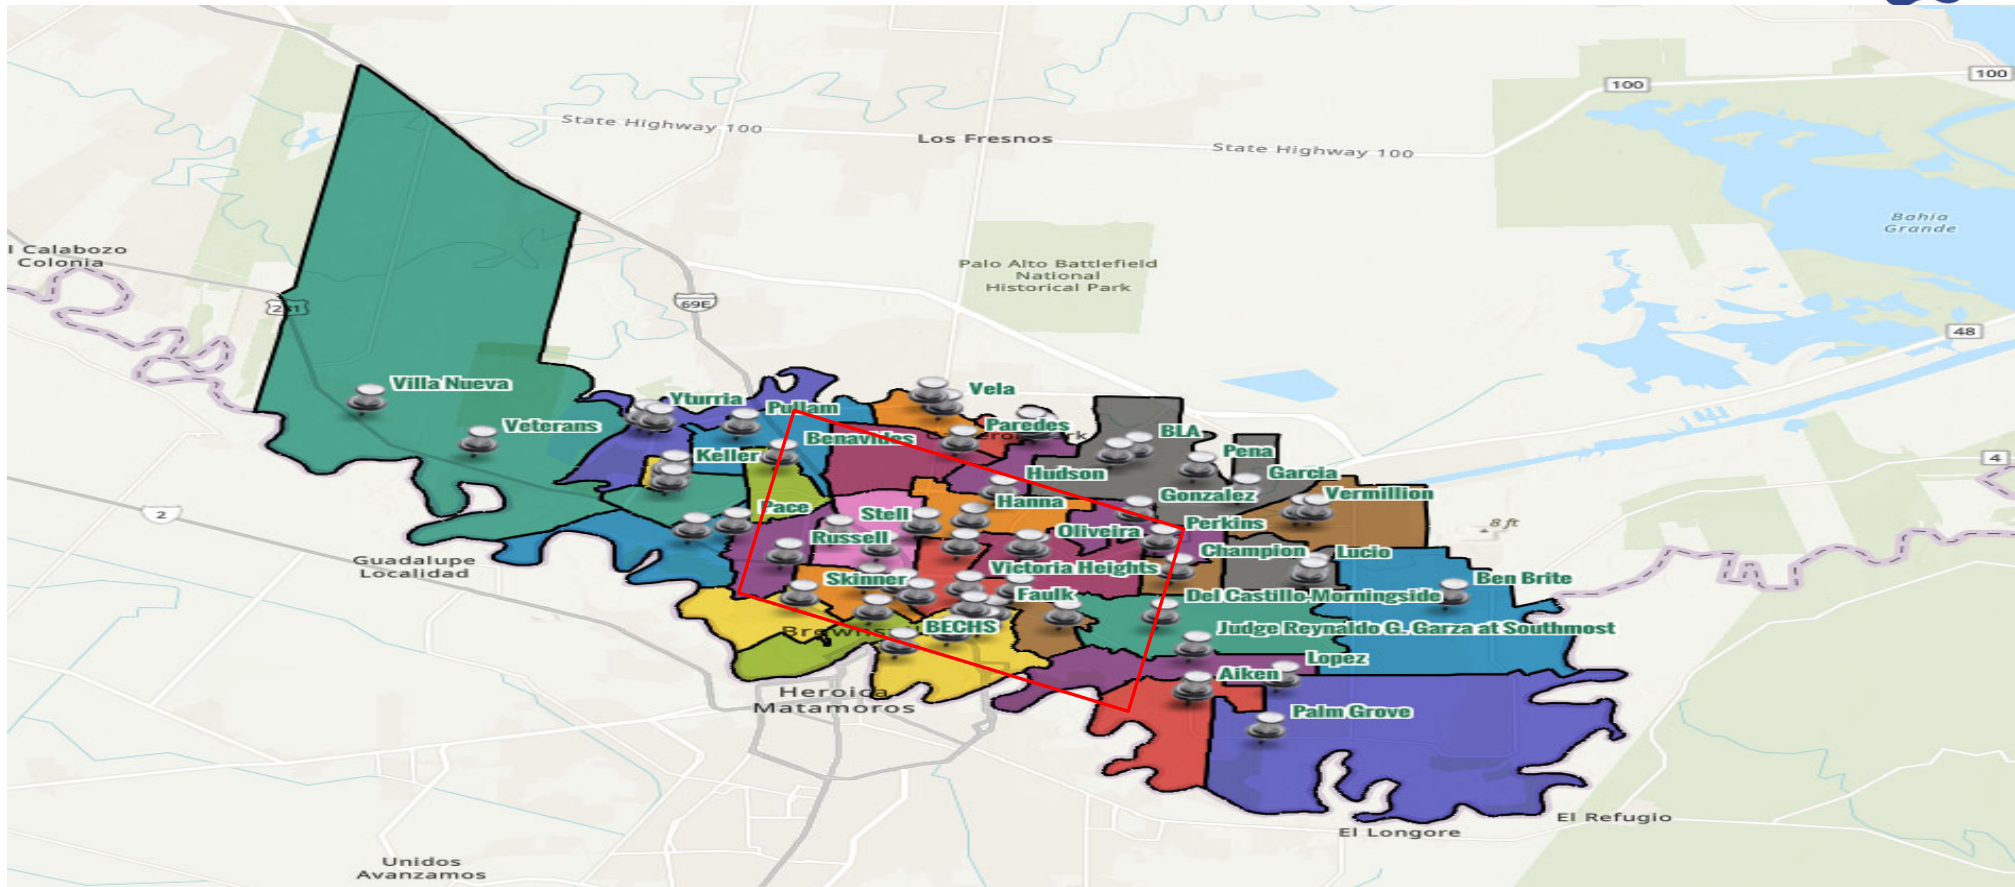 100
100
State Highway 100
Los Fresnos
State Highway 100
Bahia
Grande
l Calabozo
Colonia
Palo Alto Battlefield
National
Historical Park
69E
48
Villa Nueva
Yturria
Vela
Pullam
Veterans
Paredes
Benavides
BLA
Keller
Pena
4
Hudson
Garcia
Gonzalez
Vermillion
Hanna
Pace
2
Stell
8 ft
Perkins
Oliveira
Russell
Champion
Lucio
Guadalupe
Localidad
Victoria Heights
Skinner
Ben Brite
Faulk
Del Castillo-Morningside
BECHS
Judge Reynaldo G. Garza at Southmost
Lopez
Aiken
Heroica
Matamoros
Palm Grove
El Refugio
El Longore
Unidos
Avanzamos